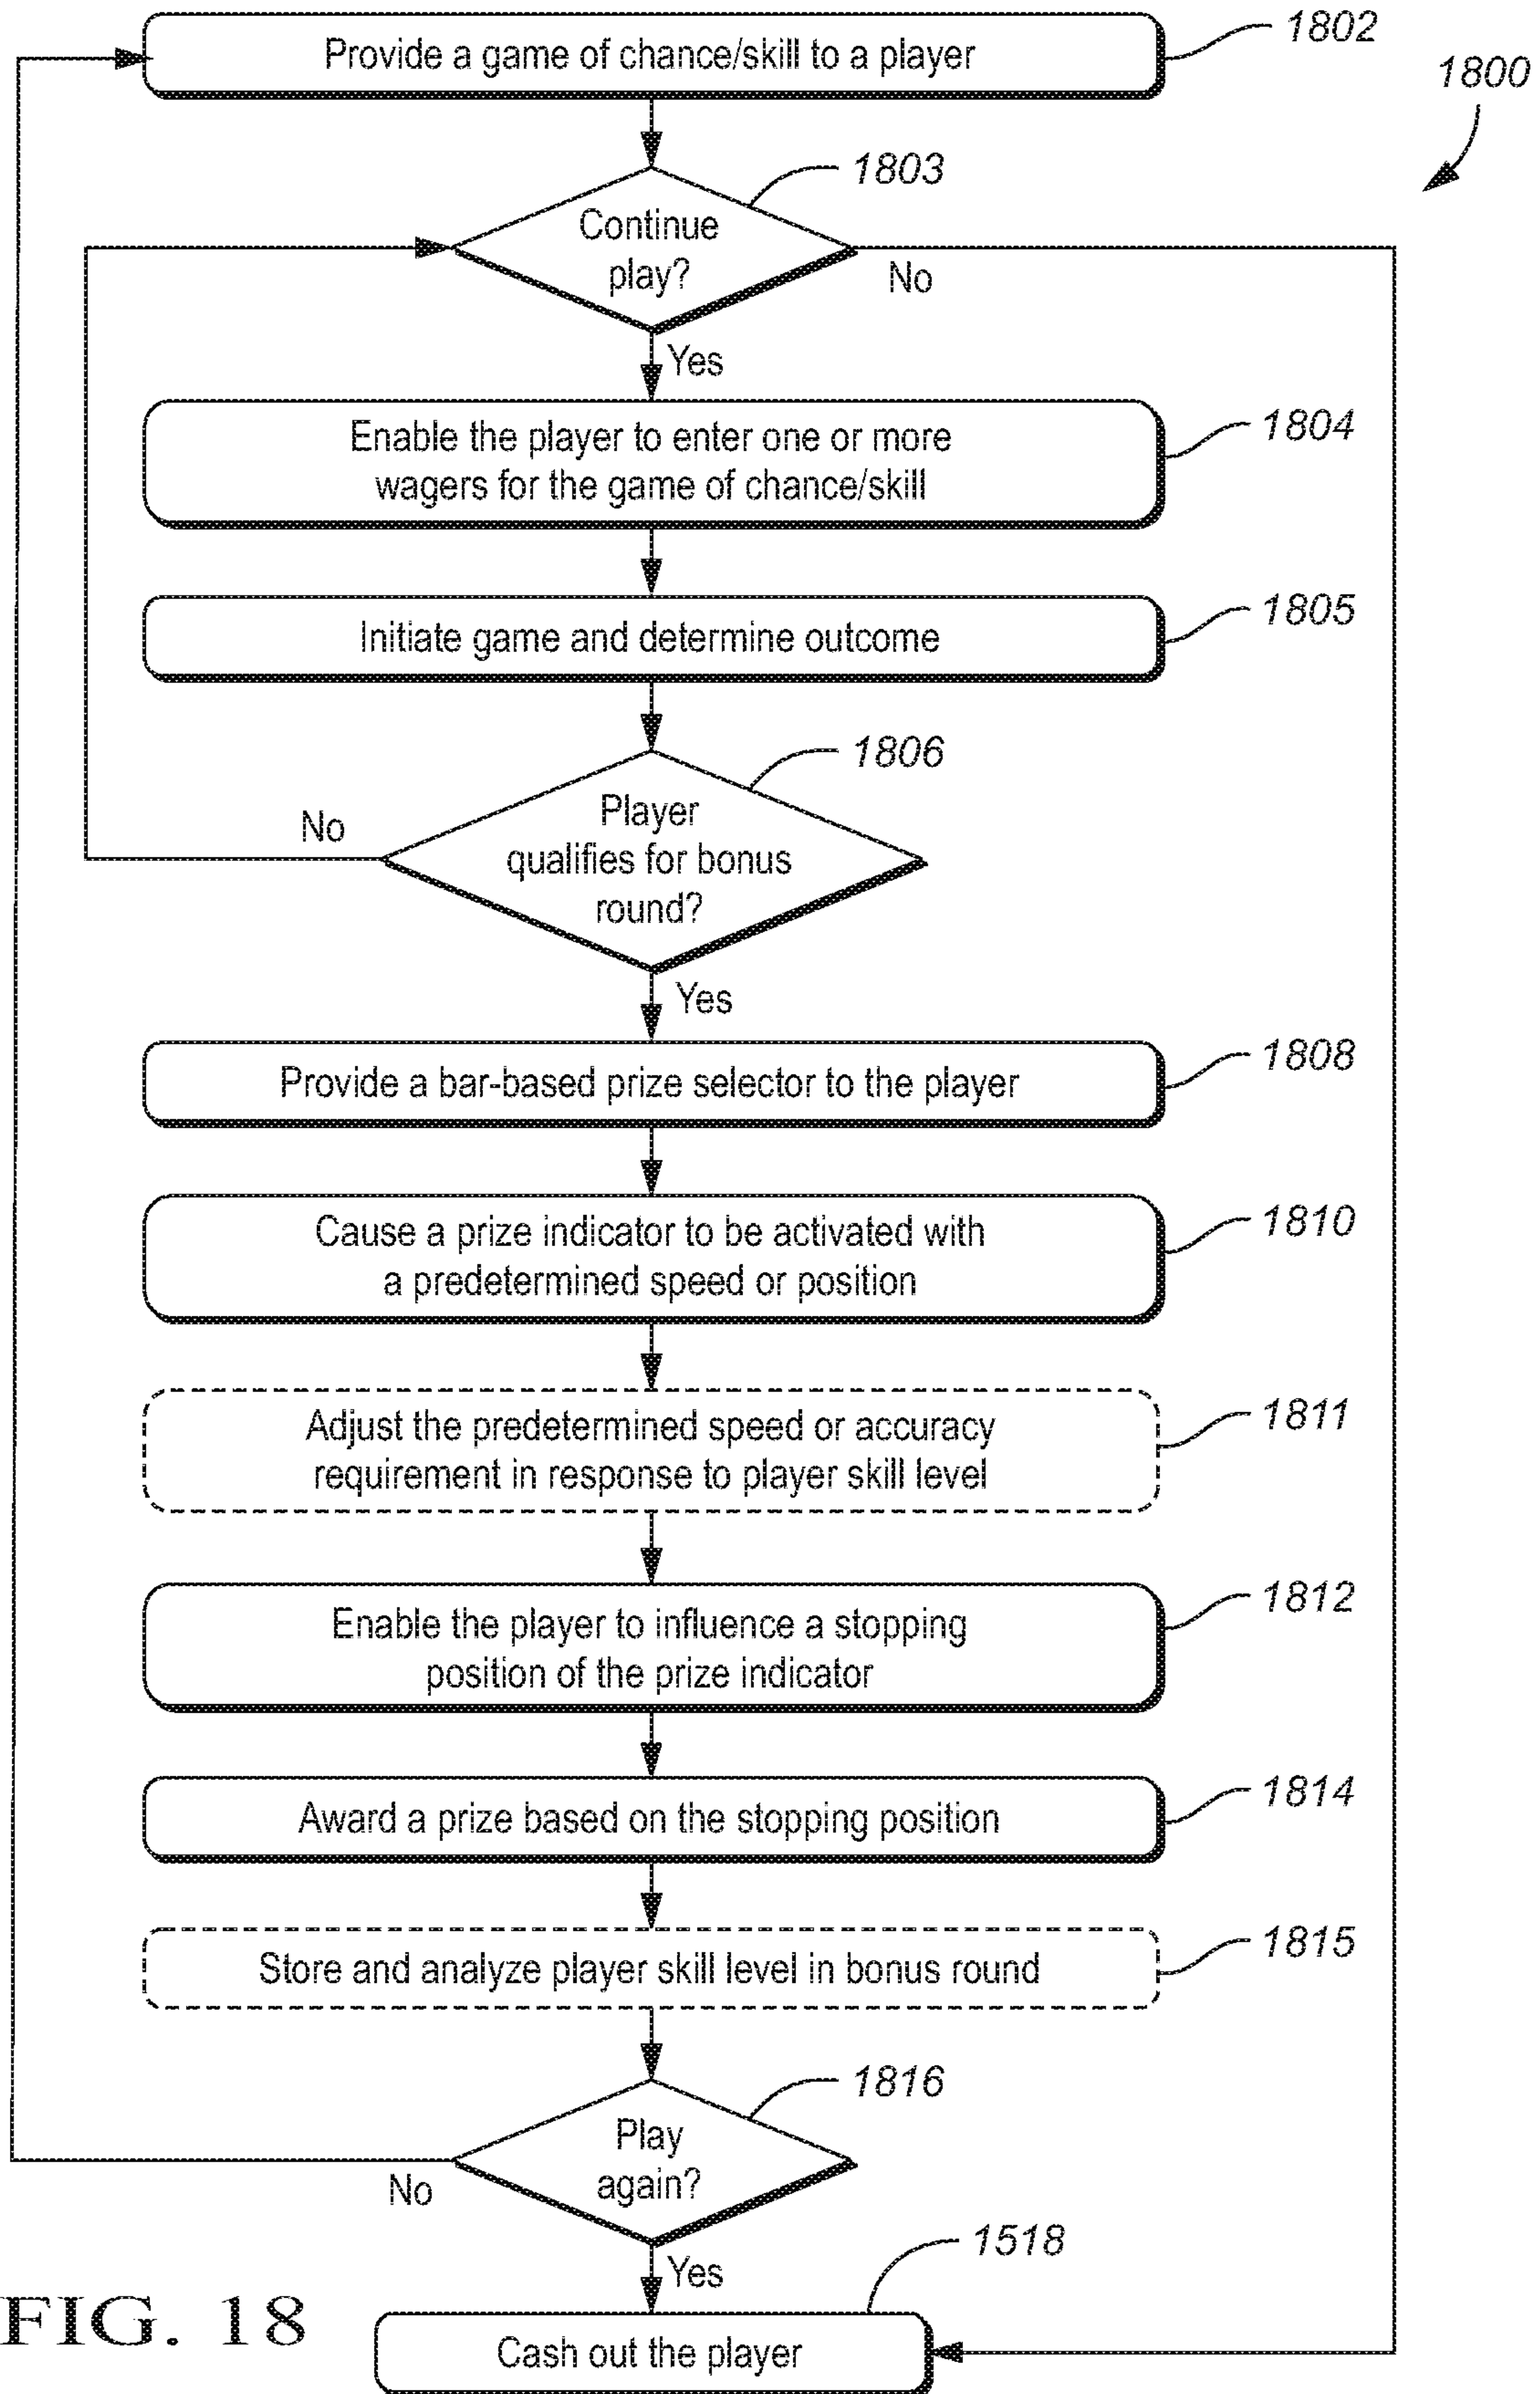 Provide a game of chance/skill to a player
1802
1800
1803
Continue
play?
No
Yes
Enable the player to enter one or more
wagers for the game of chance/skill
1804
Initiate game and determine outcome
1805
1806
Player
qualifies for bonus
round?
No
Yes
Provide a bar-based prize selector to the player
1808
Cause a prize indicator to be activated with
a predetermined speed or position
1810
Adjust the predetermined speed or accuracy
requirement in response to player skill level
1811
Enable the player to influence a stopping
position of the prize indicator
1812
Award a prize based on the stopping position
1814
Store and analyze player skill level in bonus round
1815
1816
Play
again?
No
Yes
1518
Cash out the player
FIG. 18